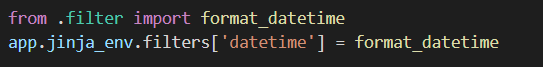 from .filter import format_datetime
app.jinja_env.filters['datetime'] = format_datetime